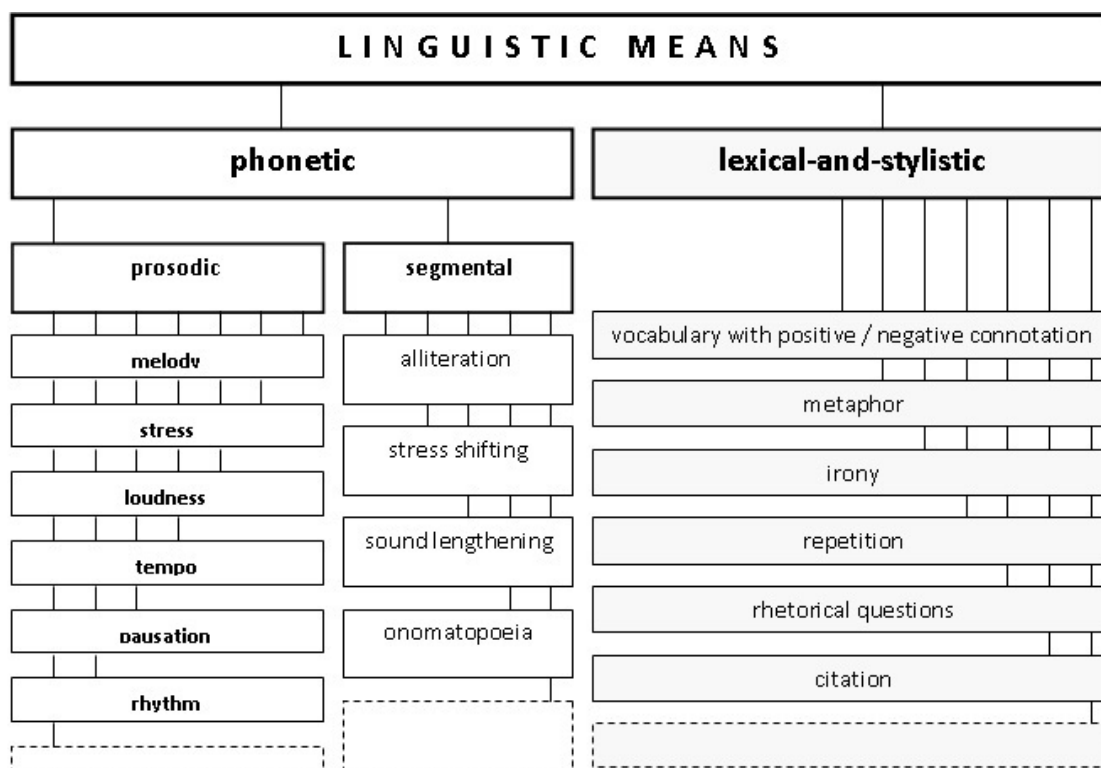 LINGUISTIC MEANS
phonetic
lexical-and-stylistic
prosodic
segmental
melody
stress
loudness
tempo
pausation
rhythm
alliteration
stress shifting
sound lengthening
onomatopoeia
vocabulary with positive / negative connotation
metaphor
irony
repetition
rhetorical questions
citation